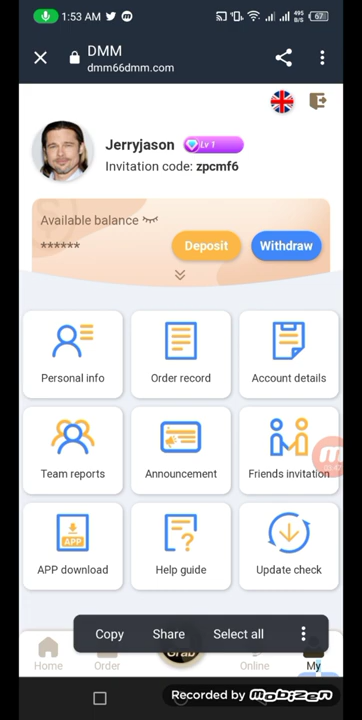 1:53 AM
495
B/S
67
DMM
dmm66dmm.com
Jerryjason
Lv 1
Invitation code: zpcmf6
Available balance
******
Deposit
Withdraw
Personal info
Order record
Account details
Team reports
Announcement
Friends invitation
APP
APP download
Help guide
Update check
Copy
Share
Select all
Home
Order
Grab
Online
My
Recorded by mobizen